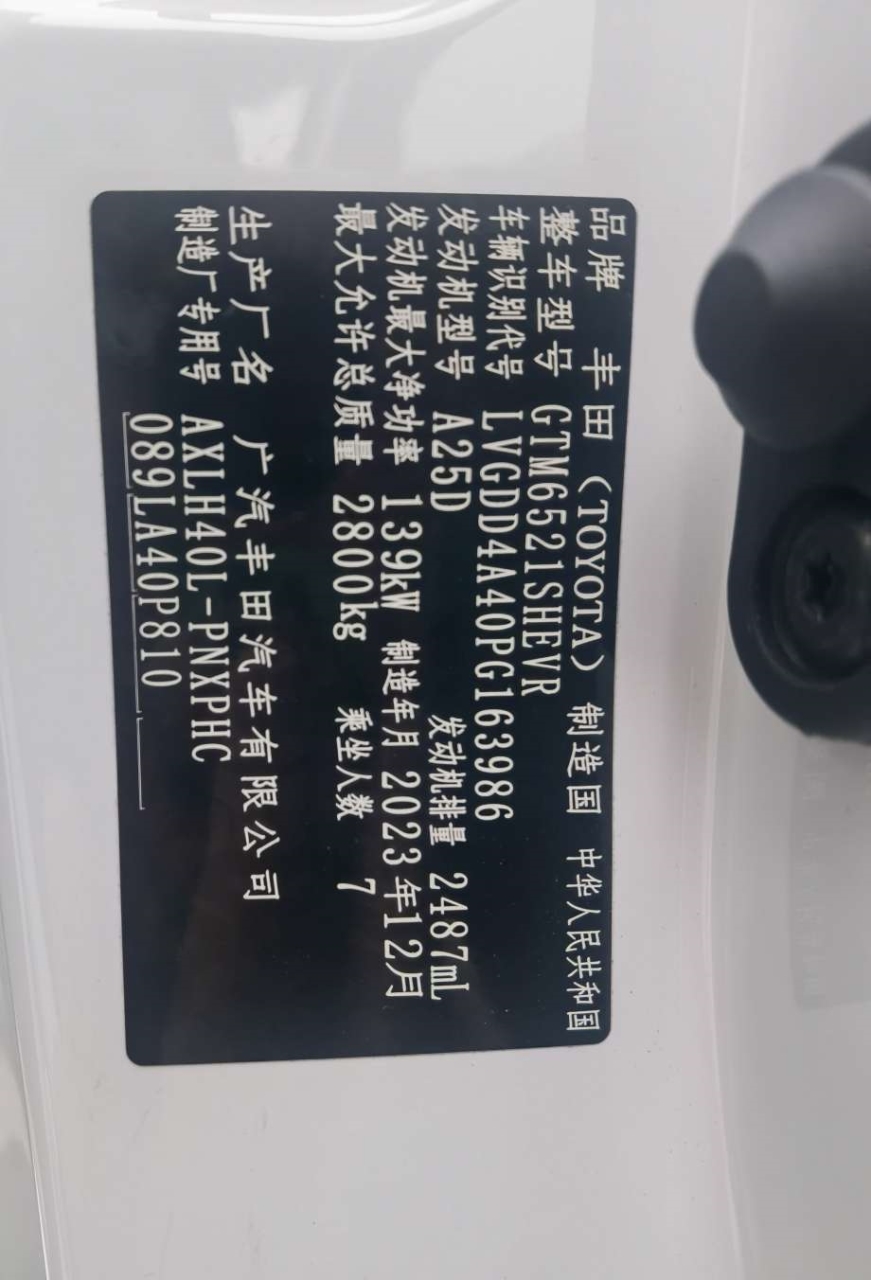 品牌 丰田（TOYOTA） 制造国 中华人民共和国
整车型号 GTM6521SHEVR
车辆识别代号 LVGDD4A40PG163986
发动机型号 A25D 发动机排量 2487mL
发动机最大净功率 139kW 制造年月 2023年12月
最大允许总质量 2800kg 乘坐人数 7
生产厂名 广汽丰田汽车有限公司
制造厂专用号 AXLH40L-PNXPHC
089LA40P810